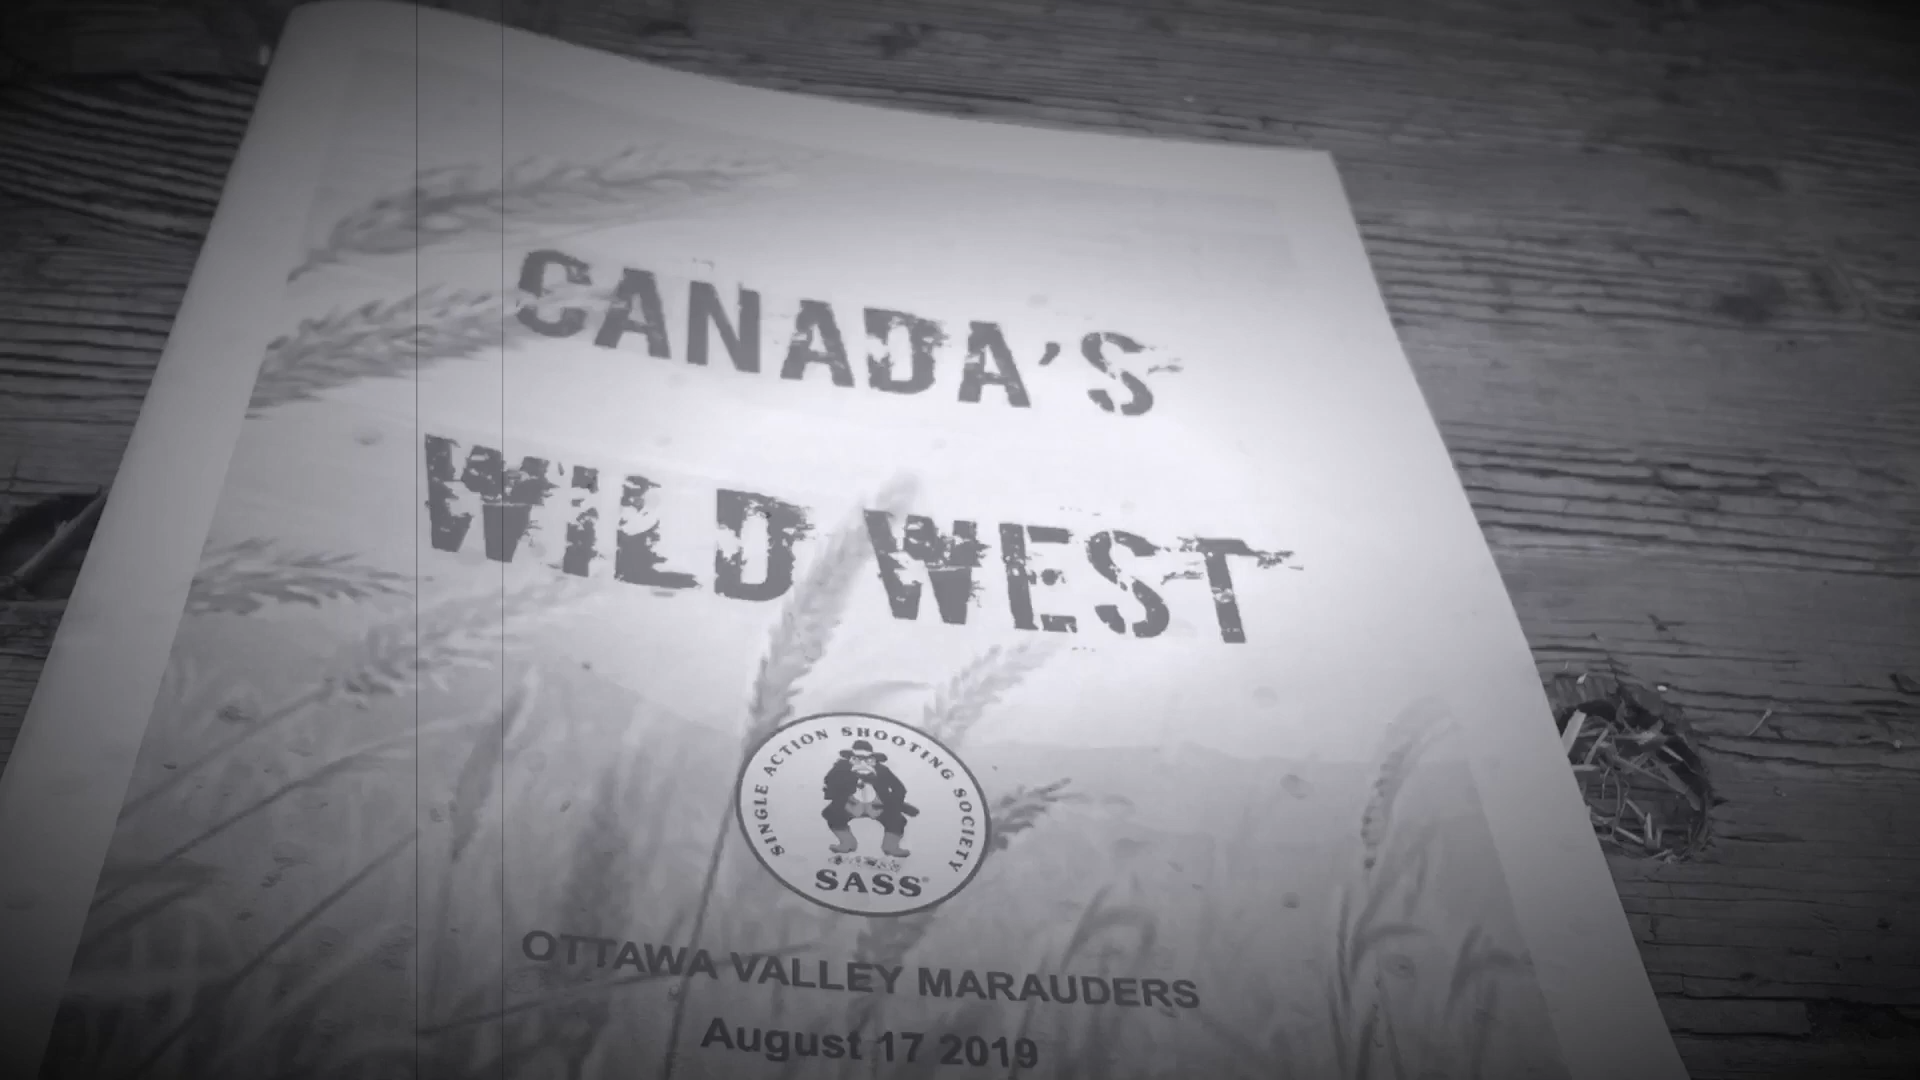 CANADA'S
WILD WEST
SINGLE ACTION SHOOTING SOCIETY
SASS®
OTTAWA VALLEY MARAUDERS
August 17 2019